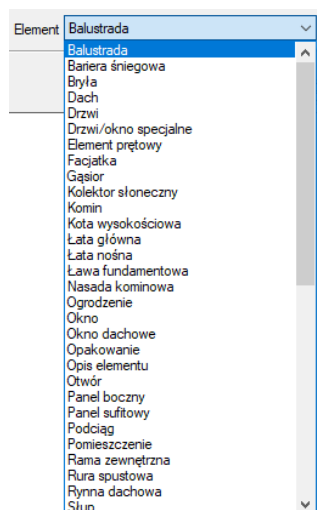 Element Balustrada
Balustrada
Bariera śniegowa
Bryła
Dach
Drzwi
Drzwi/okno specjalne
Element prętowy
Facjatka
Gąsior
Kolektor słoneczny
Komin
Kota wysokościowa
Łata główna
Łata nośna
Ława fundamentowa
Nasada kominowa
Ogrodzenie
Okno
Okno dachowe
Opakowanie
Opis elementu
Otwór
Panel boczny
Panel sufitowy
Podciąg
Pomieszczenie
Rama zewnętrzna
Rura spustowa
Rynna dachowa
Słup